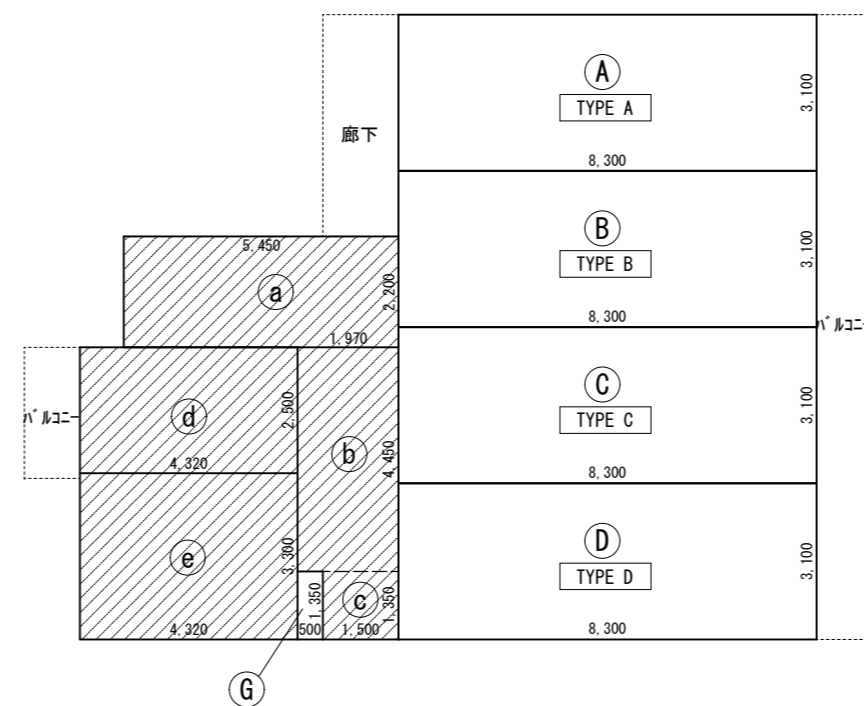 A
TYPE A
3,100
8,300
廊下
B
TYPE B
3,100
8,300
5,450
a
2,200
1,970
バルコニー
C
TYPE C
3,100
8,300
バルコニー
d
2,500
4,320
b
4,450
D
TYPE D
3,100
8,300
e
3,300
4,320
1,350
500
c
1,350
1,500
G